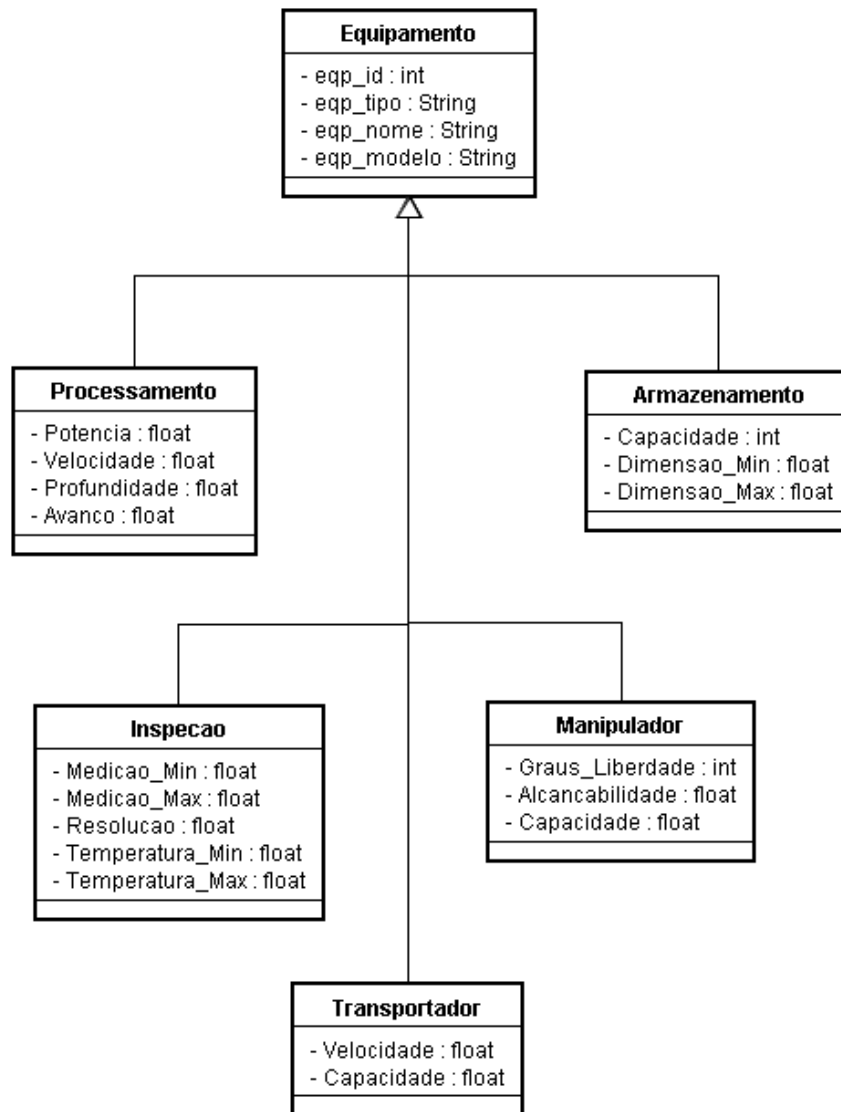 Equipamento
- eqp_id : int
- eqp_tipo : String
- eqp_nome : String
- eqp_modelo : String
Processamento
- Potencia : float
- Velocidade : float
- Profundidade : float
- Avanco : float
Armazenamento
- Capacidade : int
- Dimensao_Min : float
- Dimensao_Max : float
Inspecao
- Medicao_Min : float
- Medicao_Max : float
- Resolucao : float
- Temperatura_Min : float
- Temperatura_Max : float
Manipulador
- Graus_Liberdade : int
- Alcancabilidade : float
- Capacidade : float
Transportador
- Velocidade : float
- Capacidade : float